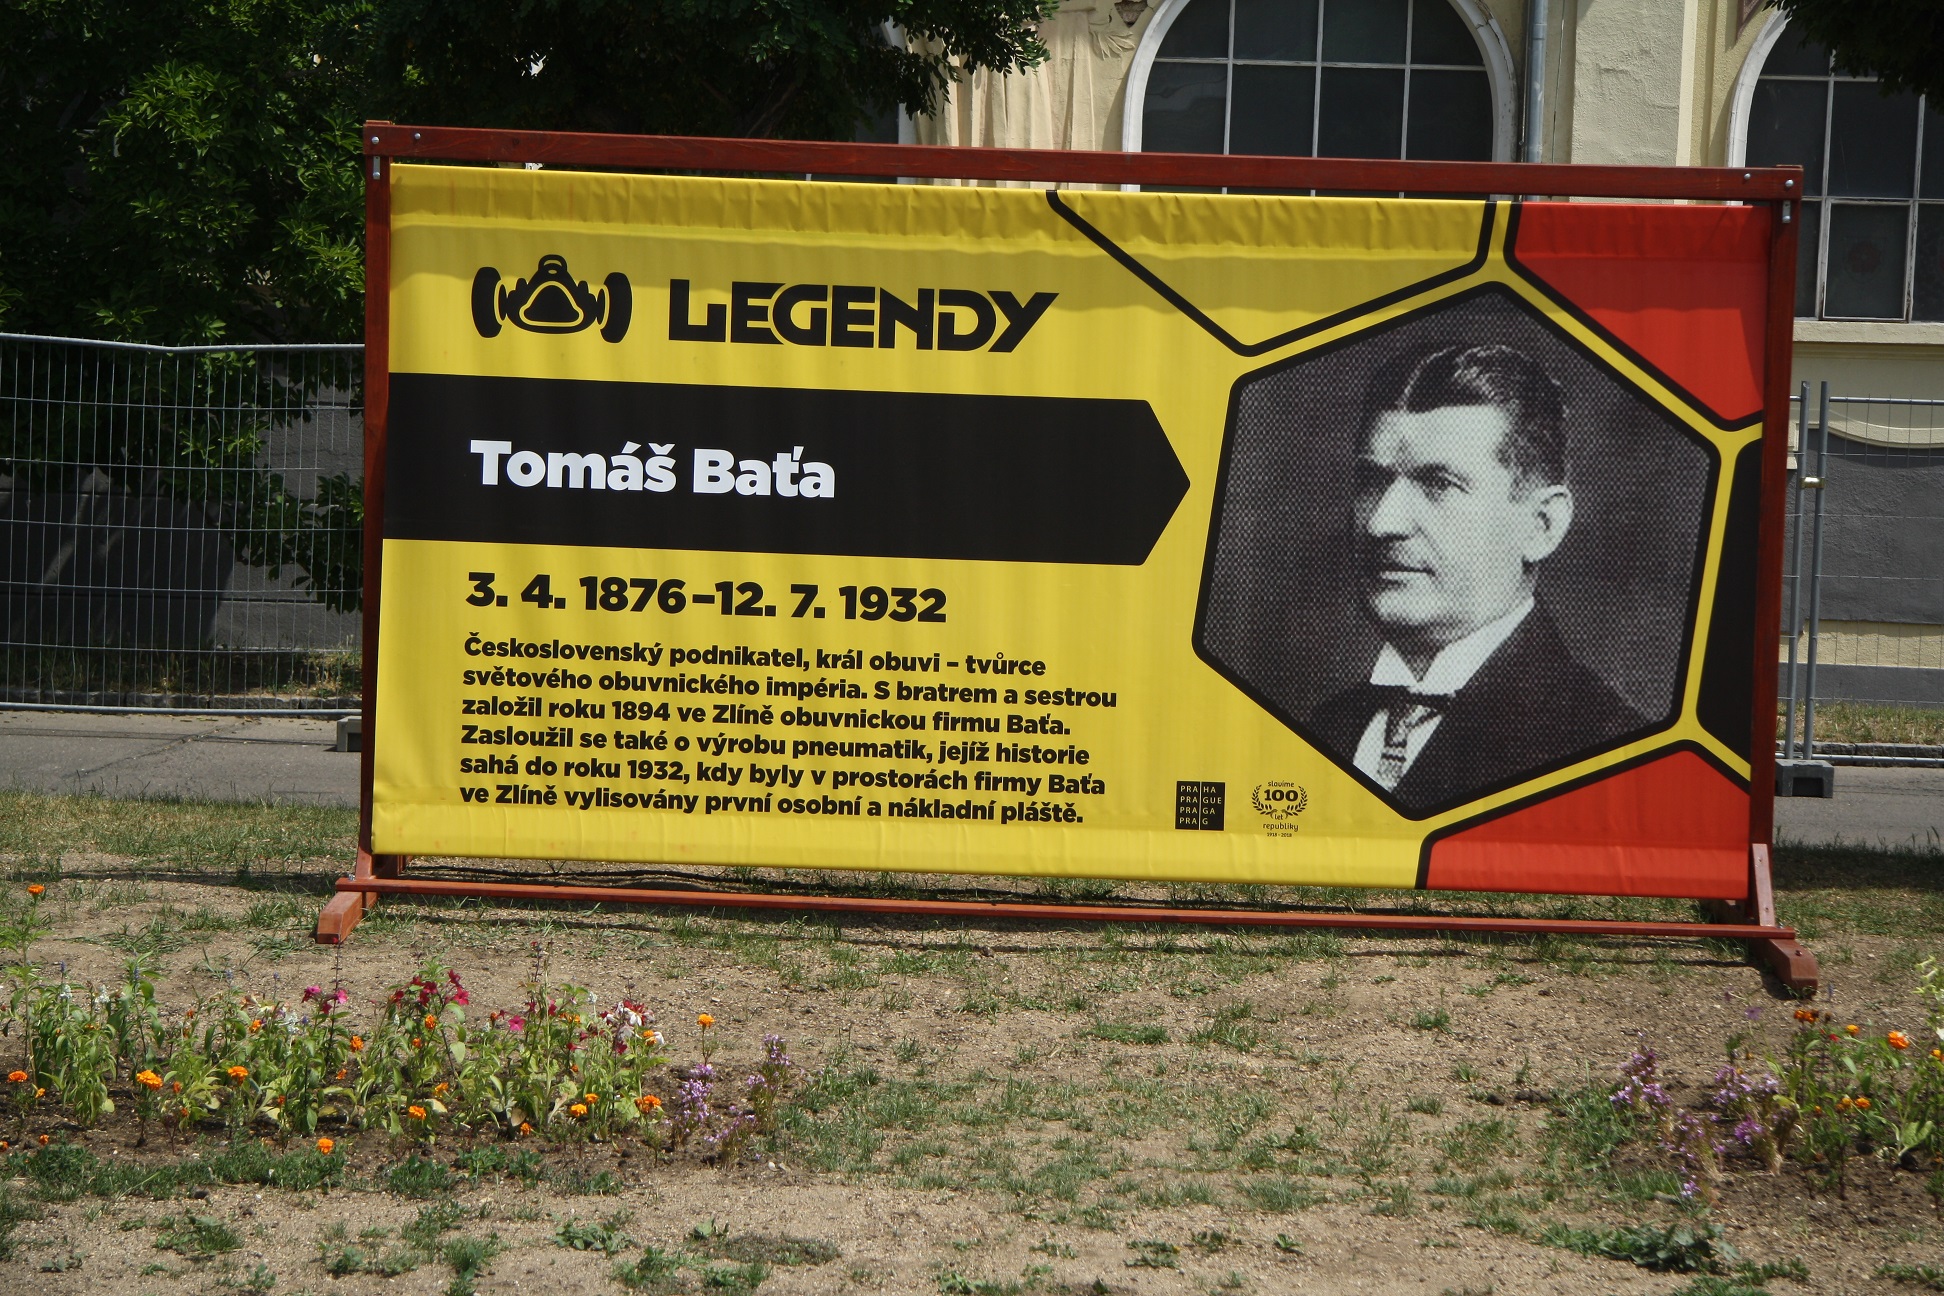 LEGENDY
Tomáš Baťa
3. 4. 1876–12. 7. 1932
Československý podnikatel, král obuvi – tvůrce
světového obuvnického impéria. S bratrem a sestrou
založil roku 1894 ve Zlíně obuvnickou firmu Baťa.
Zasloužil se také o výrobu pneumatik, jejíž historie
sahá do roku 1932, kdy byly v prostorách firmy Baťa
ve Zlíně vylisovány první osobní a nákladní pláště.
PRA HA
PRA GUE
PRA GA
PRA G
slavíme
100
let
republiky
1918 - 2018